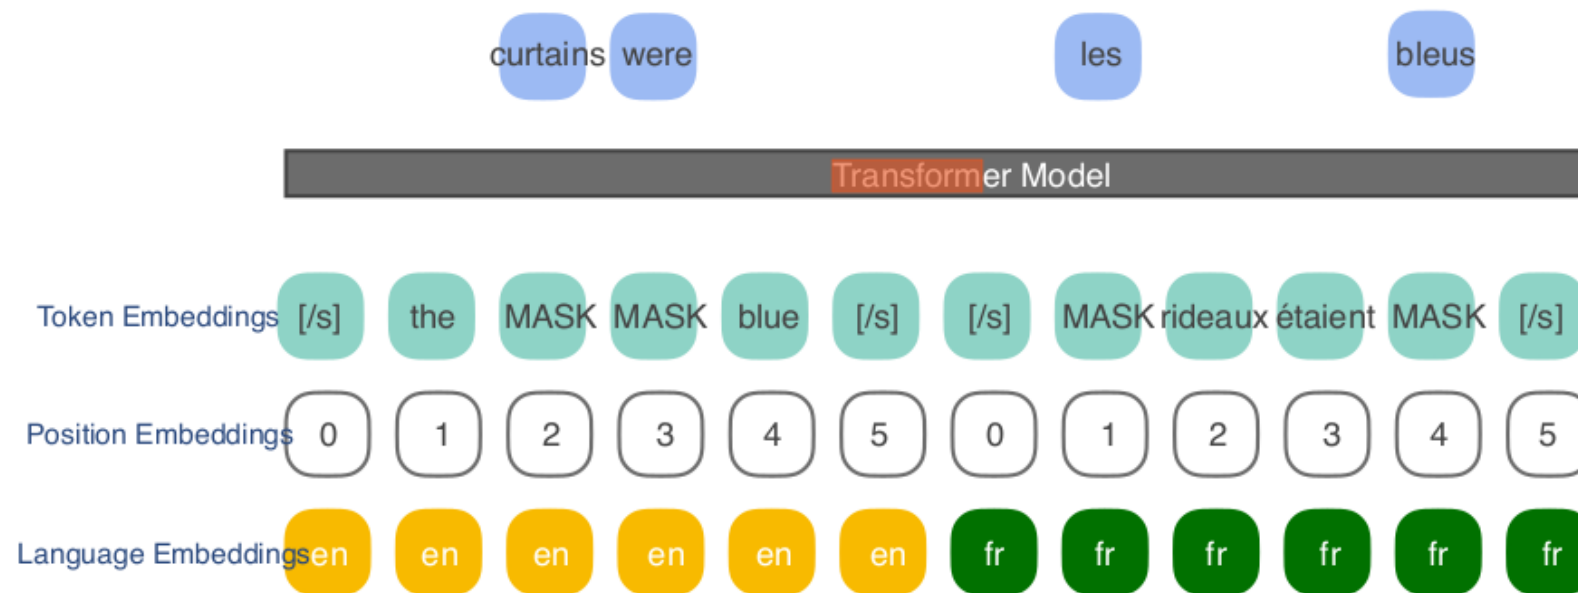 curtains were les bleus
Transformer Model
Token Embeddings [/s] the MASK MASK blue [/s] [/s] MASK rideaux étaient MASK [/s]
Position Embeddings 0 1 2 3 4 5 0 1 2 3 4 5
Language Embeddings en en en en en en fr fr fr fr fr fr